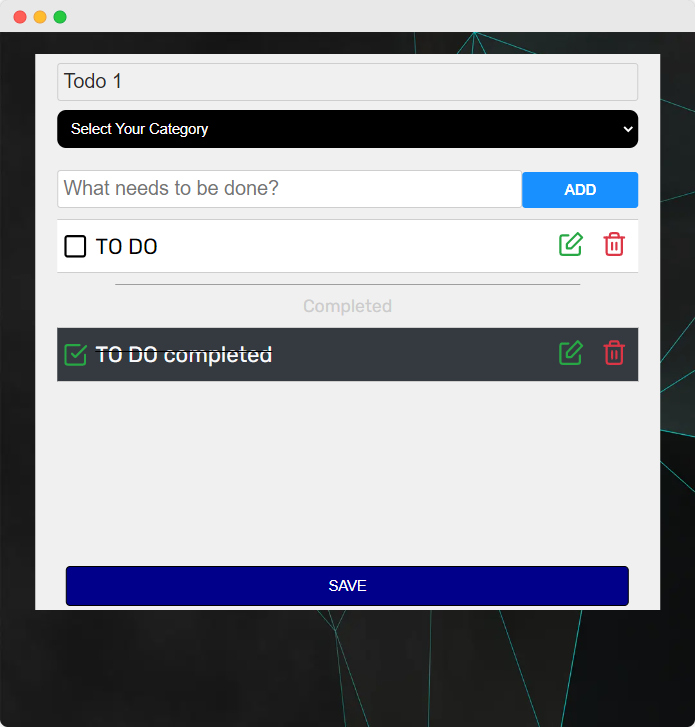 Todo 1
Select Your Category
What needs to be done?
ADD
TO DO
Completed
TO DO completed
SAVE